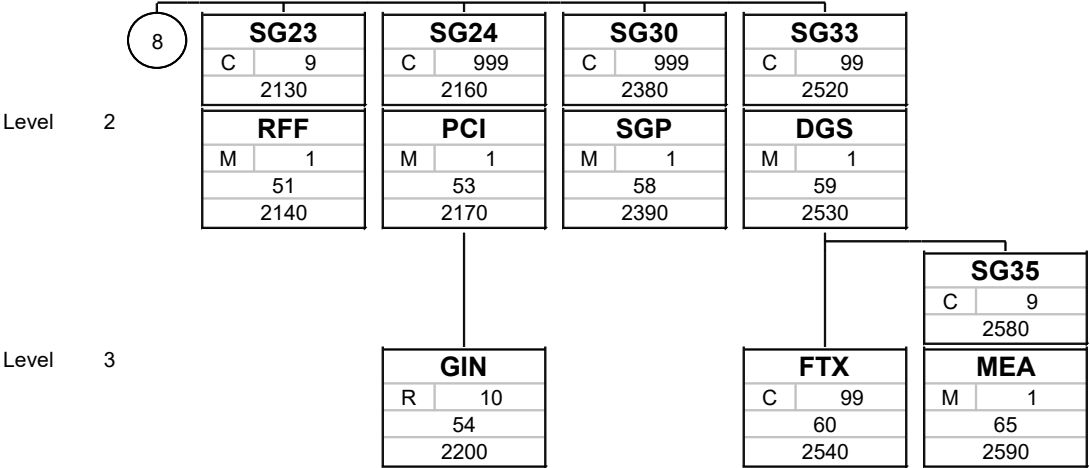 8
SG23 SG24 SG30 SG33
C 9 C 999 C 999 C 99
2130 2160 2380 2520
Level 2
RFF PCI SGP DGS
M 1 M 1 M 1 M 1
51 53 58 59
2140 2170 2390 2530
SG35
C 9
2580
Level 3
GIN FTX MEA
R 10 C 99 M 1
54 60 65
2200 2540 2590